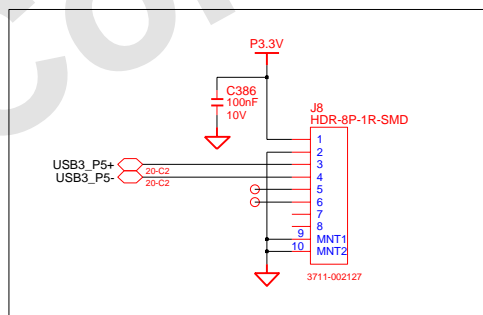 P3.3V
C386
100nF
10V
J8
HDR-8P-1R-SMD
1
2
USB3_P5+
20-C2
3
USB3_P5-
20-C2
4
5
6
7
8
9 MNT1
10 MNT2
3711-002127